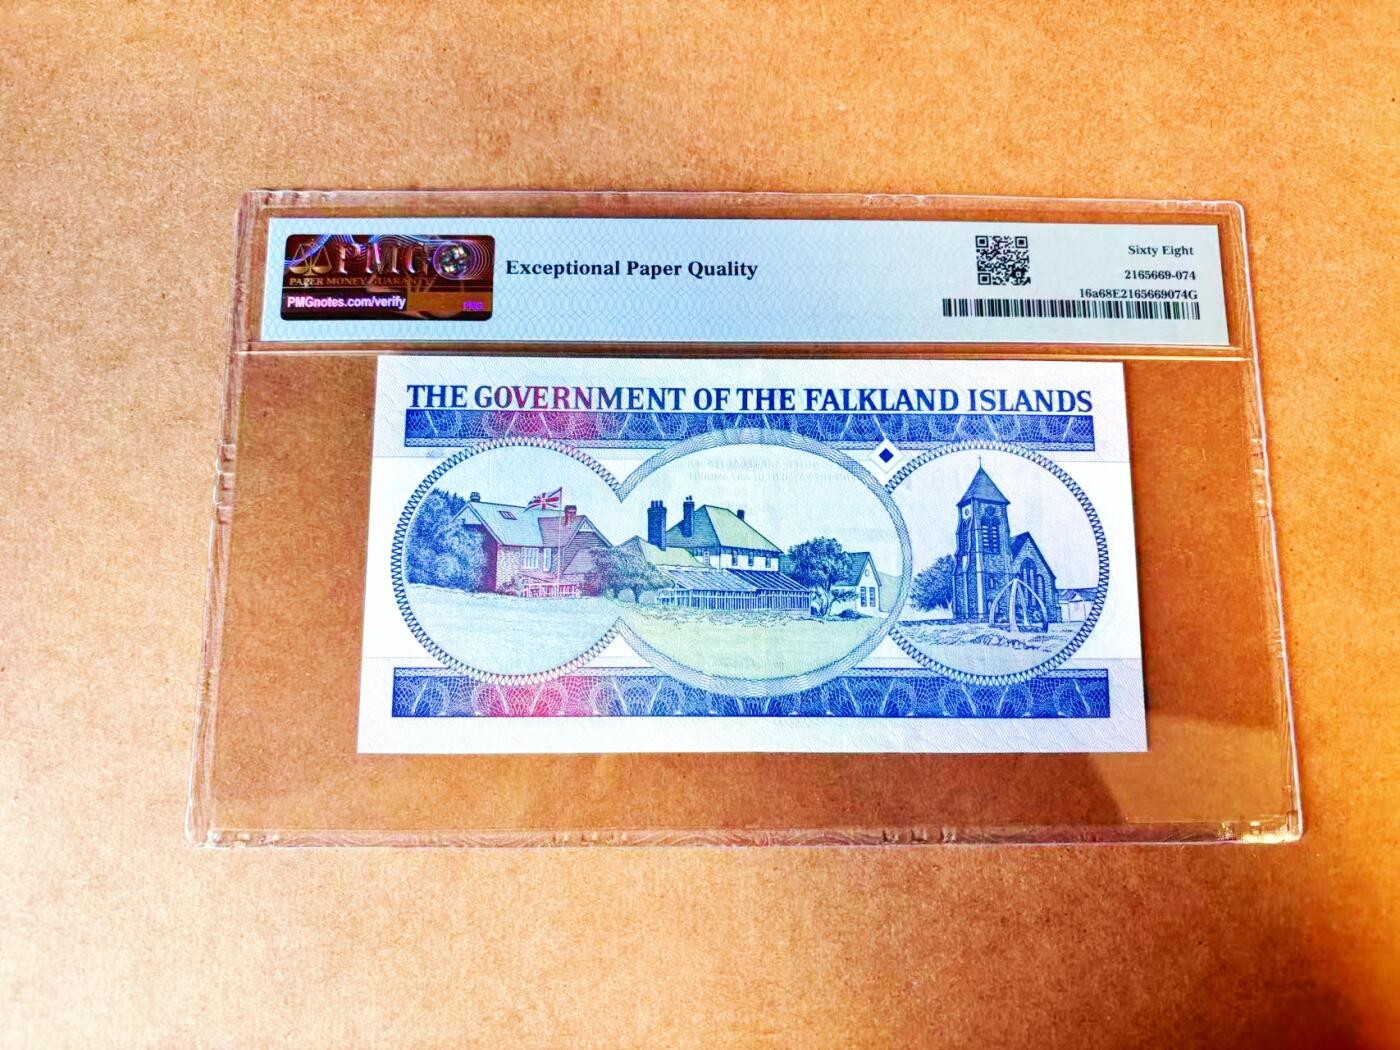 PMG
PAPER MONEY GUARANTY
PMGnotes.com/verify
PMG
Exceptional Paper Quality
Sixty Eight
2165669-074
16a68E2165669074G
THE GOVERNMENT OF THE FALKLAND ISLANDS